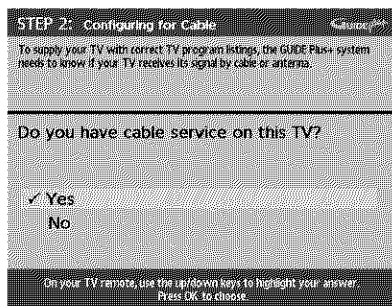 STEP 2: Configuring for Cable
GUIDE Plus+
To supply your TV with correct TV program listings, the GUIDE Plus+ system
needs to know if your TV receives its signal by cable or antenna.
Do you have cable service on this TV?
✓ Yes
No
On your TV remote, use the up/down keys to highlight your answer.
Press OK to choose.